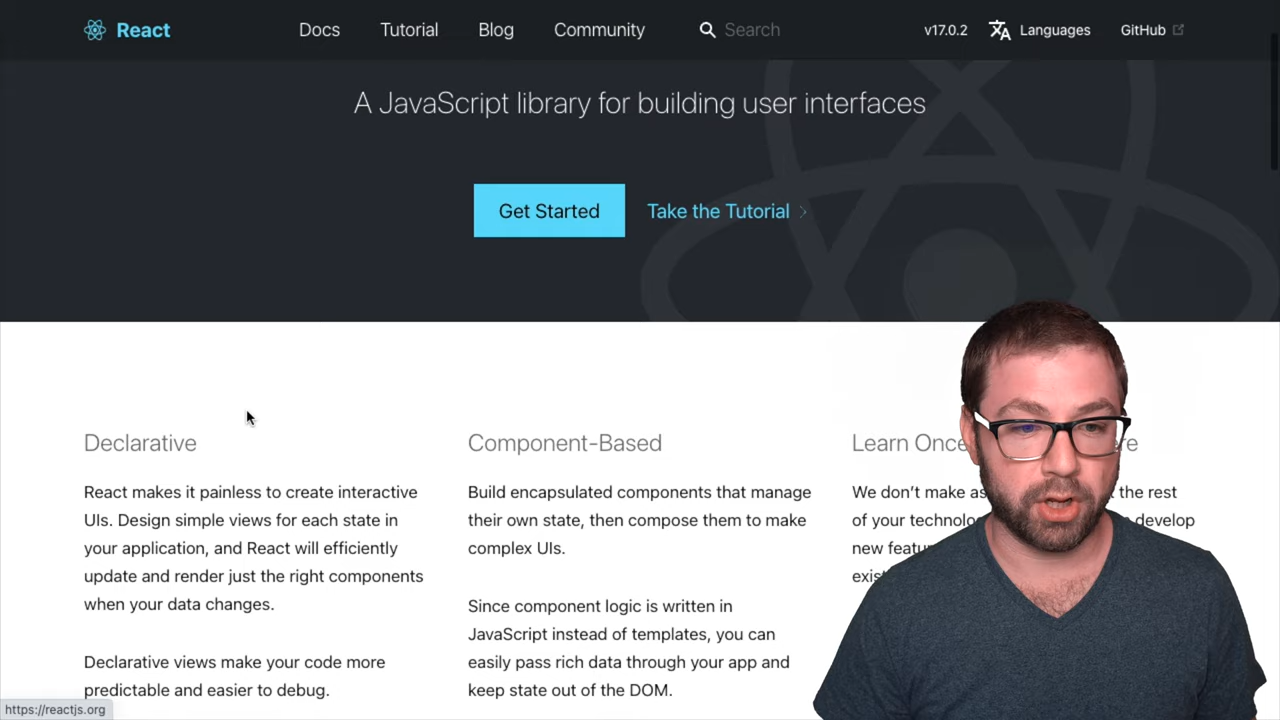 React Docs Tutorial Blog Community Search v17.0.2 Languages GitHub
A JavaScript library for building user interfaces
Get Started Take the Tutorial
Declarative
React makes it painless to create interactive
UIs. Design simple views for each state in
your application, and React will efficiently
update and render just the right components
when your data changes.
Declarative views make your code more
predictable and easier to debug.
Component-Based
Build encapsulated components that manage
their own state, then compose them to make
complex UIs.
Since component logic is written in
JavaScript instead of templates, you can
easily pass rich data through your app and
keep state out of the DOM.
Learn Once
We don’t make the rest
of your develop
new
https://reactjs.org